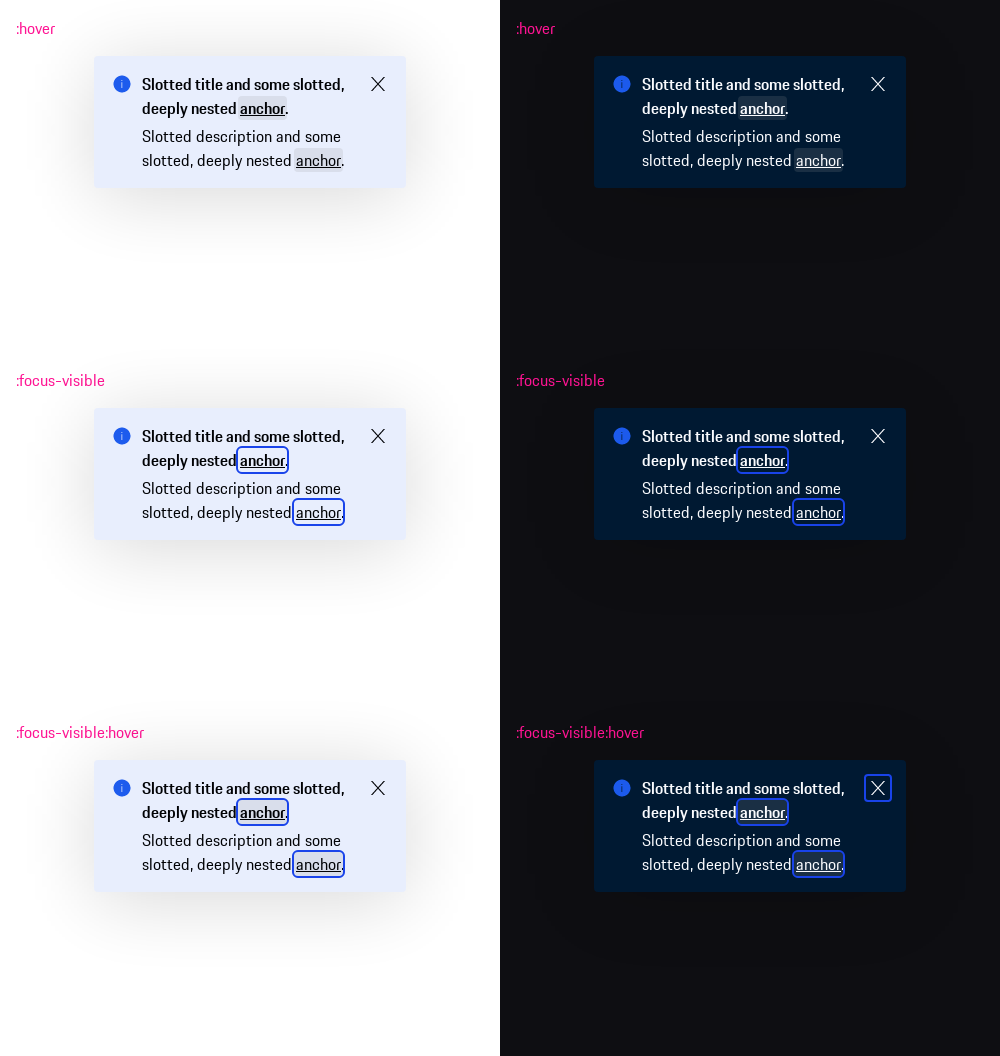 :hover
Slotted title and some slotted,
deeply nested anchor.
Slotted description and some
slotted, deeply nested anchor.
:hover
Slotted title and some slotted,
deeply nested anchor.
Slotted description and some
slotted, deeply nested anchor.
:focus-visible
Slotted title and some slotted,
deeply nested anchor.
Slotted description and some
slotted, deeply nested anchor.
:focus-visible
Slotted title and some slotted,
deeply nested anchor.
Slotted description and some
slotted, deeply nested anchor.
:focus-visible:hover
Slotted title and some slotted,
deeply nested anchor.
Slotted description and some
slotted, deeply nested anchor.
:focus-visible:hover
Slotted title and some slotted,
deeply nested anchor.
Slotted description and some
slotted, deeply nested anchor.